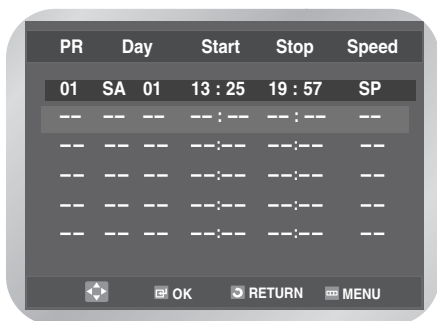 PR Day Start Stop Speed
01 SA 01 13 : 25 19 : 57 SP
–– –– –– –– : –– –– : –– ––
–– –– –– ––:–– ––:–– ––
–– –– –– ––:–– ––:–– ––
–– –– –– ––:–– ––:–– ––
–– –– –– ––:–– ––:–– ––
OK RETURN MENU